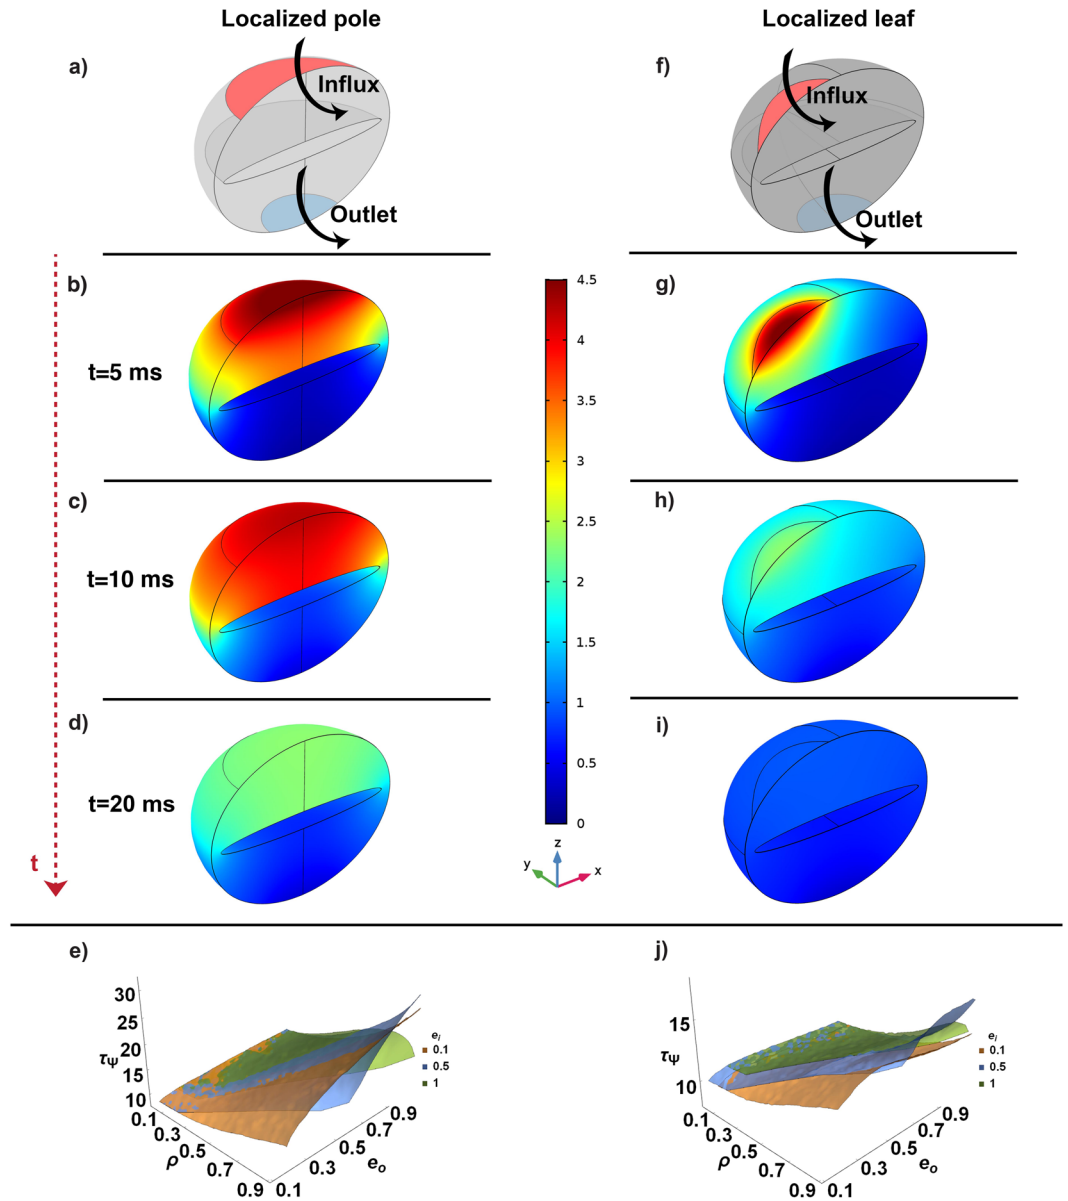 Localized pole
Localized leaf
a)
Influx
Outlet
f)
Influx
Outlet
b)
t=5 ms
g)
4.5
4
3.5
3
2.5
2
1.5
1
0.5
0
c)
t=10 ms
h)
d)
t=20 ms
i)
t
z
y
x
e)
30
25
20
15
10
τΨ
0.1
0.3
0.5
0.7
0.9
ρ
0.1
0.3
0.5
0.7
0.9
eo
ei
0.1
0.5
1
j)
15
10
τΨ
0.1
0.3
0.5
0.7
0.9
ρ
0.1
0.3
0.5
0.7
0.9
eo
ei
0.1
0.5
1